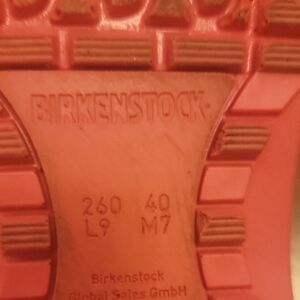 BIRKENSTOCK
260 40
L9 M7
Birkenstock
Global Sales GmbH